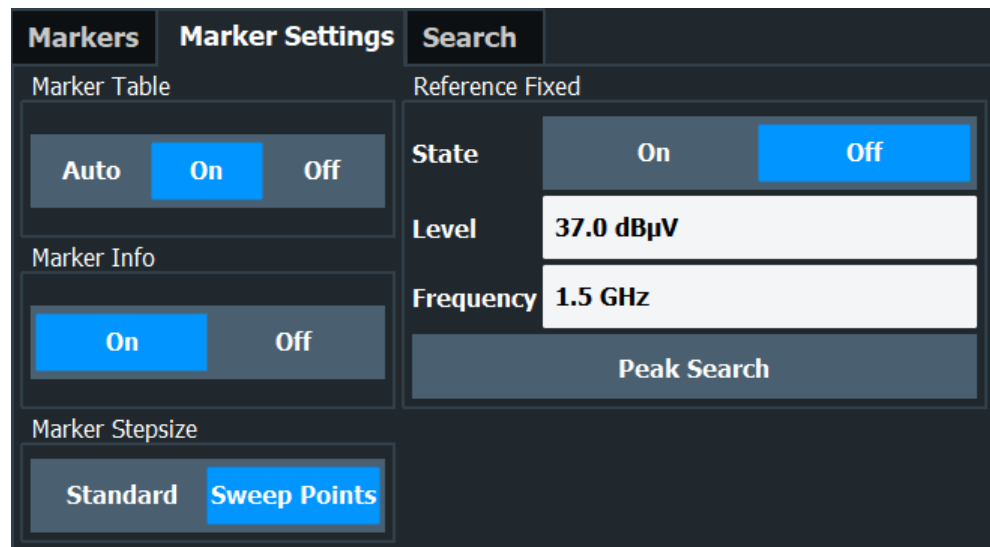 Markers Marker Settings Search
Marker Table
Auto On Off
Marker Info
On Off
Marker Stepsize
Standard Sweep Points
Reference Fixed
State On Off
Level 37.0 dBµV
Frequency 1.5 GHz
Peak Search